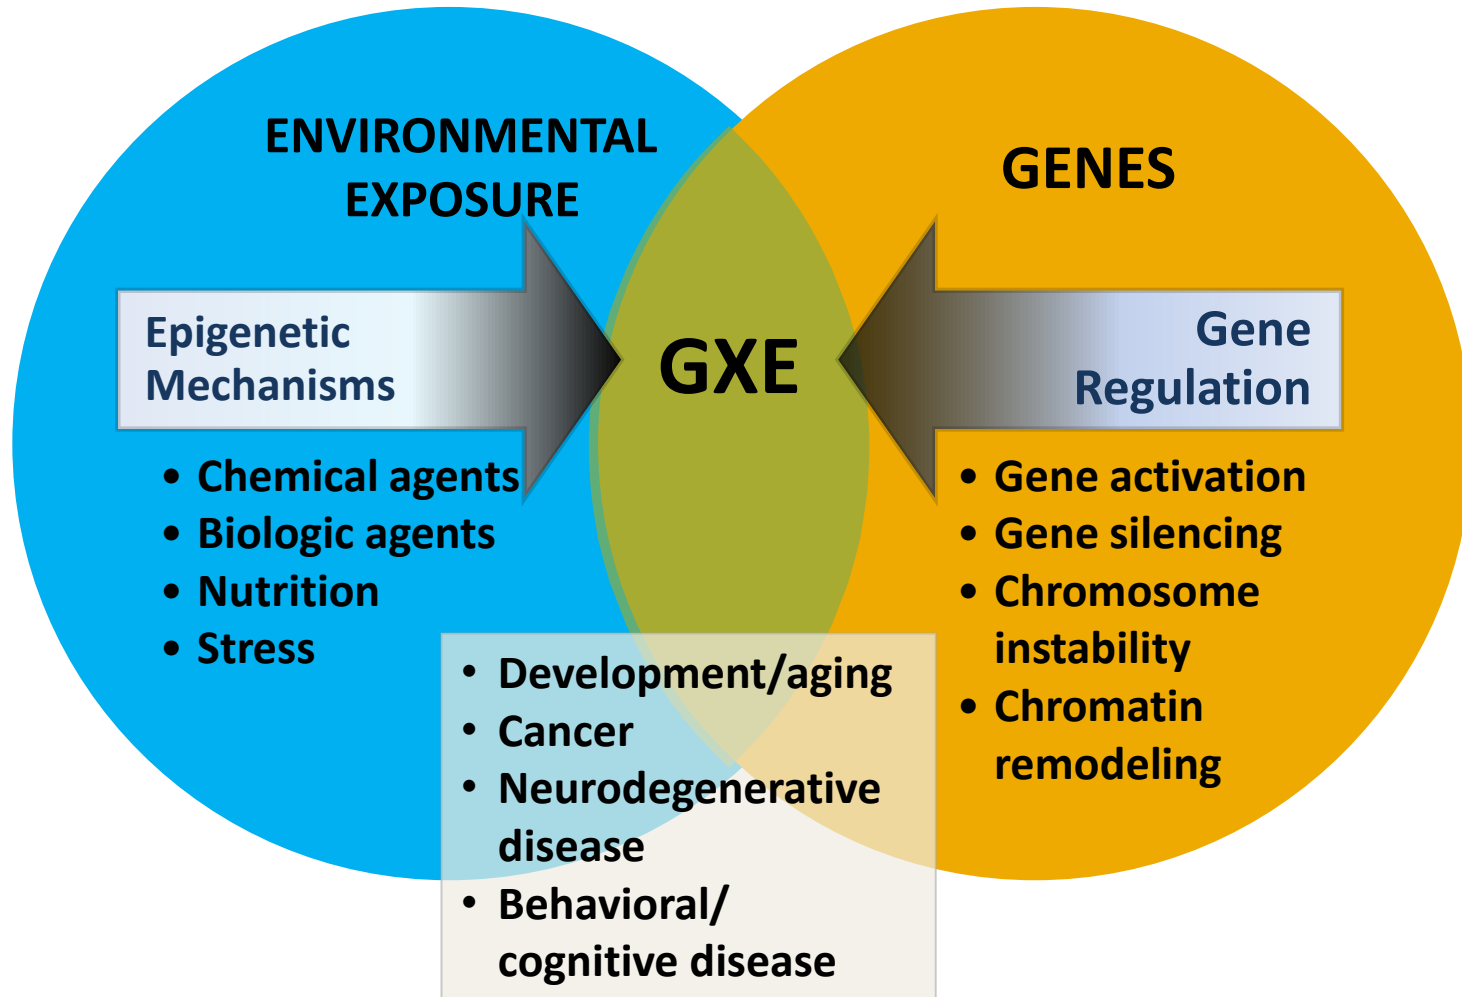 ENVIRONMENTAL
EXPOSURE
GENES
Epigenetic
Mechanisms
GXE
Gene
Regulation
• Chemical agents
• Biologic agents
• Nutrition
• Stress
• Gene activation
• Gene silencing
• Chromosome
instability
• Chromatin
remodeling
• Development/aging
• Cancer
• Neurodegenerative
disease
• Behavioral/
cognitive disease